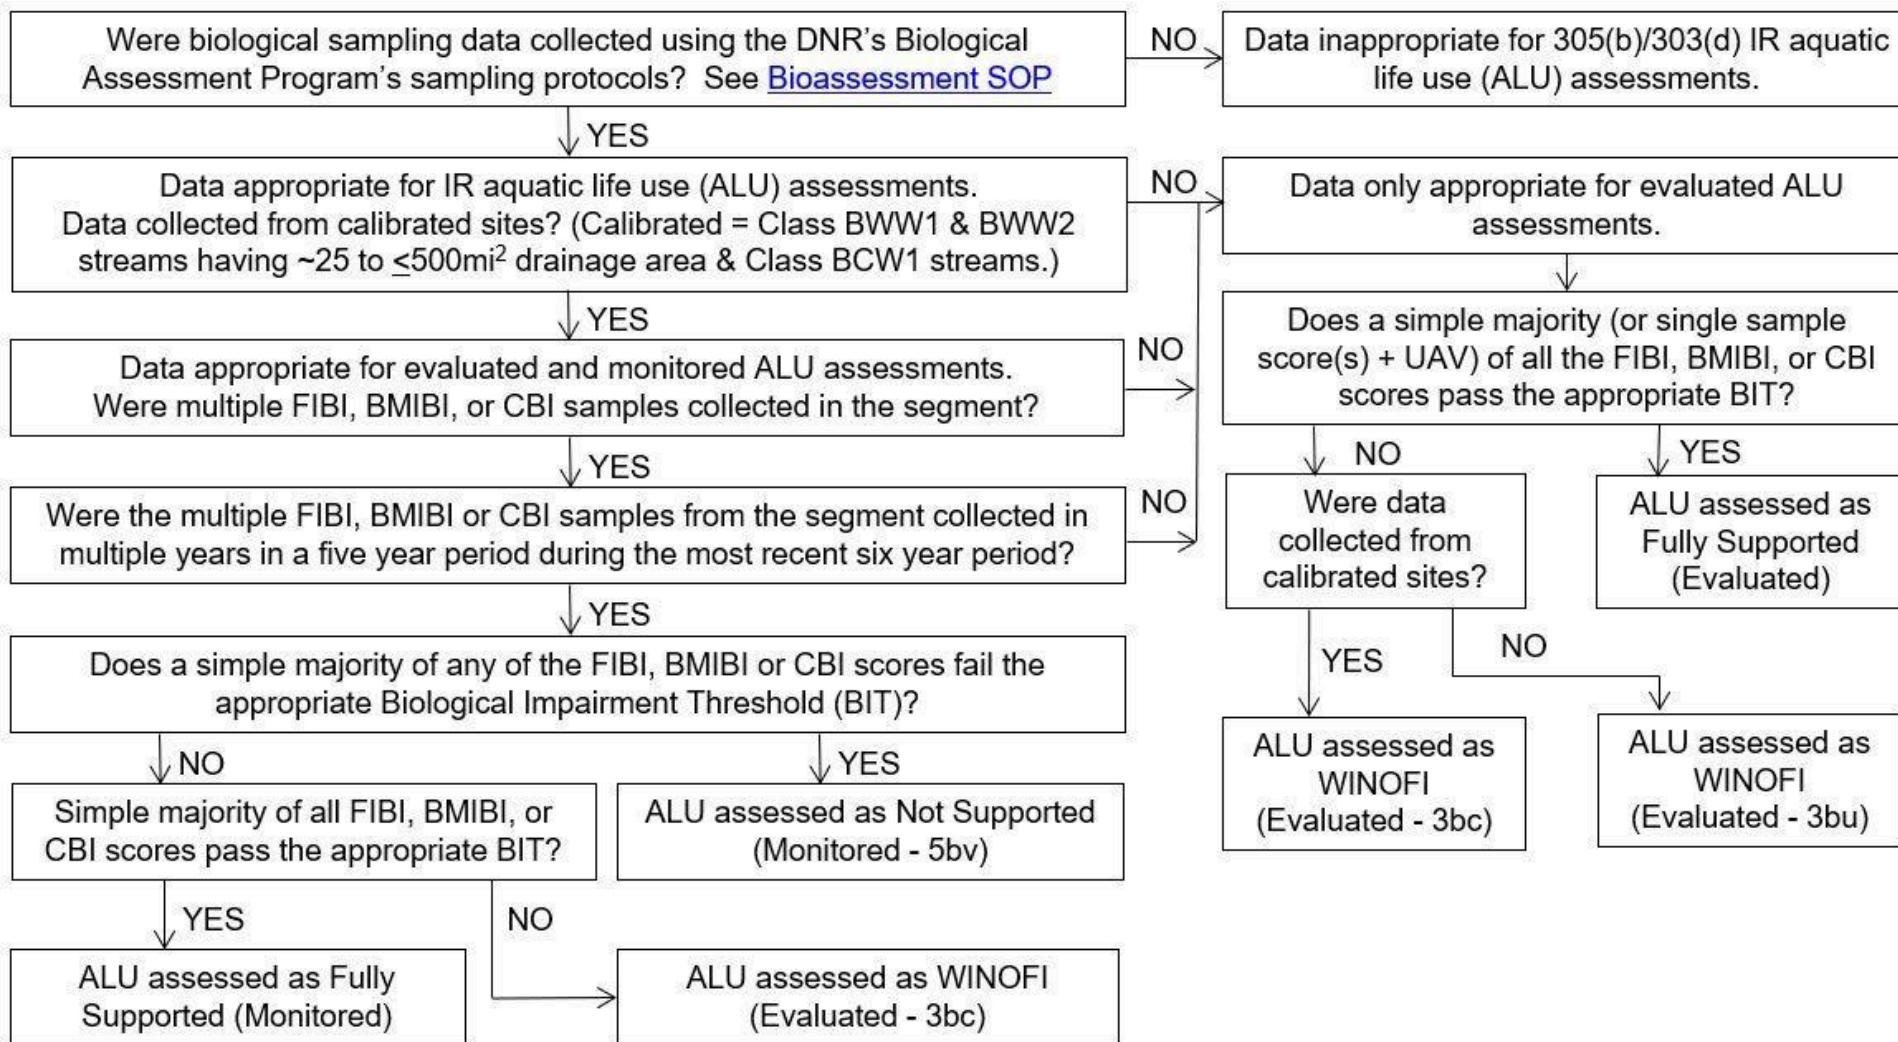 Were biological sampling data collected using the DNR's Biological
Assessment Program's sampling protocols? See Bioassessment SOP
NO
Data inappropriate for 305(b)/303(d) IR aquatic
life use (ALU) assessments.
YES
Data appropriate for IR aquatic life use (ALU) assessments.
Data collected from calibrated sites? (Calibrated = Class BWW1 & BWW2
streams having ~25 to ≤500mi² drainage area & Class BCW1 streams.)
NO
Data only appropriate for evaluated ALU
assessments.
YES
Data appropriate for evaluated and monitored ALU assessments.
Were multiple FIBI, BMIBI, or CBI samples collected in the segment?
NO
Does a simple majority (or single sample
score(s) + UAV) of all the FIBI, BMIBI, or CBI
scores pass the appropriate BIT?
YES
Were the multiple FIBI, BMIBI or CBI samples from the segment collected in
multiple years in a five year period during the most recent six year period?
NO
NO
Were data
collected from
calibrated sites?
YES
ALU assessed as
Fully Supported
(Evaluated)
YES
Does a simple majority of any of the FIBI, BMIBI or CBI scores fail the
appropriate Biological Impairment Threshold (BIT)?
YES
ALU assessed as
WINOFI
(Evaluated - 3bc)
NO
ALU assessed as
WINOFI
(Evaluated - 3bu)
NO
Simple majority of all FIBI, BMIBI, or
CBI scores pass the appropriate BIT?
YES
ALU assessed as Not Supported
(Monitored - 5bv)
YES
ALU assessed as Fully
Supported (Monitored)
NO
ALU assessed as WINOFI
(Evaluated - 3bc)